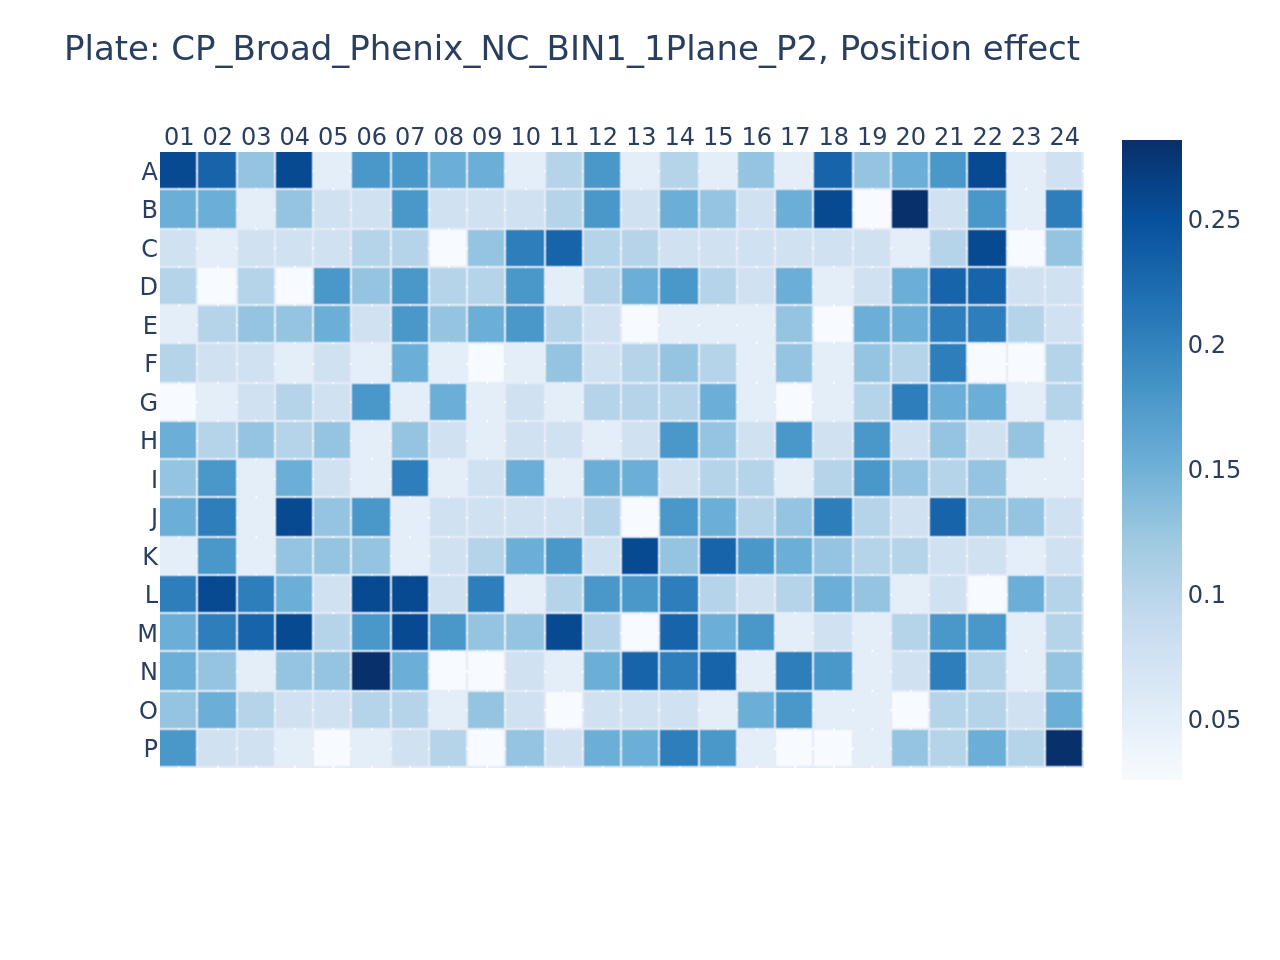 Plate: CP_Broad_Phenix_NC_BIN1_1Plane_P2, Position effect
01 02 03 04 05 06 07 08 09 10 11 12 13 14 15 16 17 18 19 20 21 22 23 24
A
B
C
D
E
F
G
H
I
J
K
L
M
N
O
P
0.25
0.2
0.15
0.1
0.05